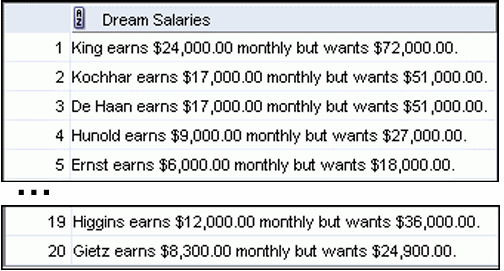 Dream Salaries
1 King earns $24,000.00 monthly but wants $72,000.00.
2 Kochhar earns $17,000.00 monthly but wants $51,000.00.
3 De Haan earns $17,000.00 monthly but wants $51,000.00.
4 Hunold earns $9,000.00 monthly but wants $27,000.00.
5 Ernst earns $6,000.00 monthly but wants $18,000.00.
...
19 Higgins earns $12,000.00 monthly but wants $36,000.00.
20 Gietz earns $8,300.00 monthly but wants $24,900.00.